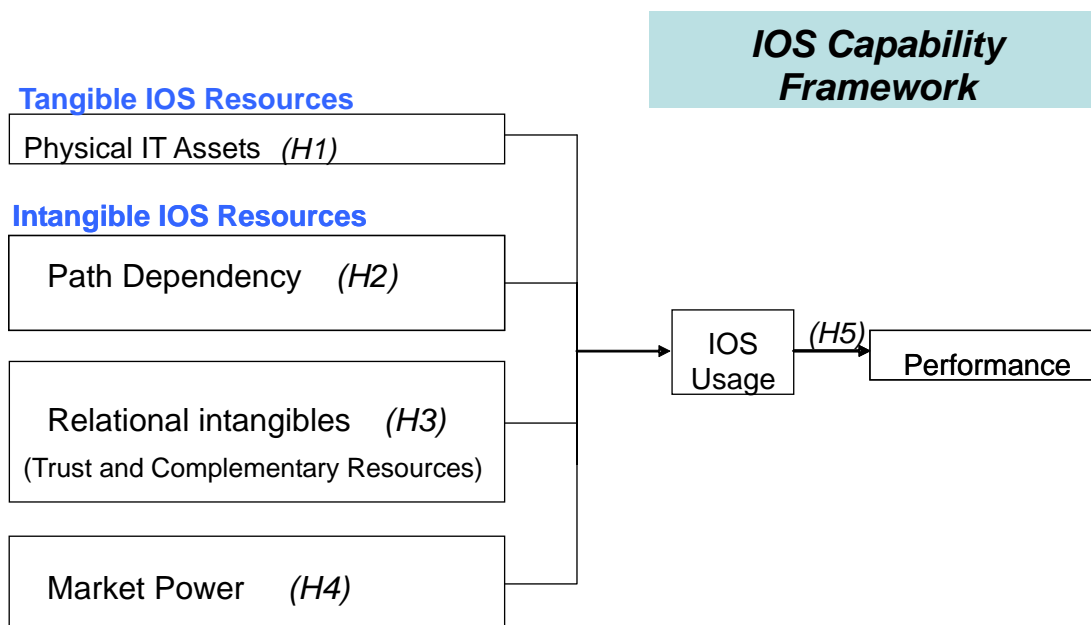 IOS Capability
Framework
Tangible IOS Resources
Physical IT Assets (H1)
Intangible IOS Resources
Path Dependency (H2)
Relational intangibles (H3)
(Trust and Complementary Resources)
Market Power (H4)
IOS
Usage
(H5)
Performance